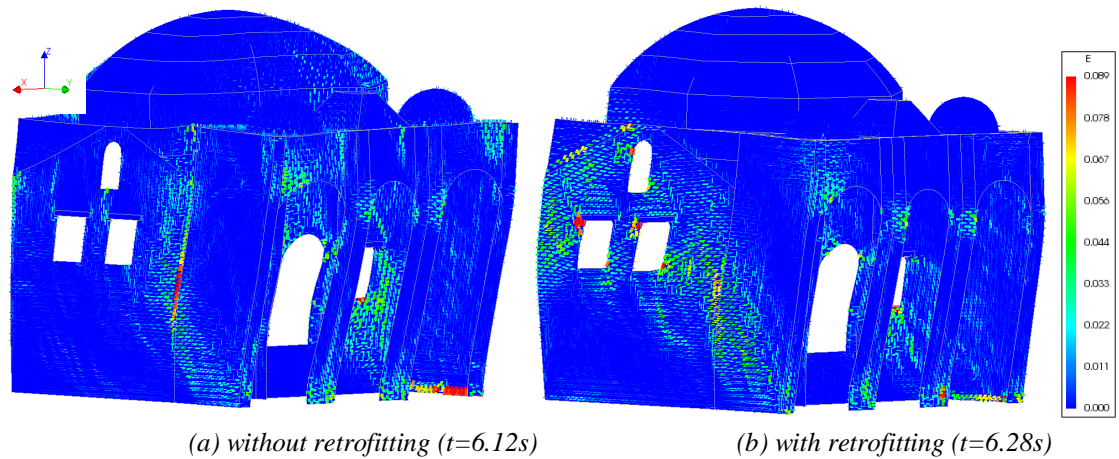 Z
X
Y
E
0.080
0.078
0.067
0.056
0.044
0.033
0.022
0.011
0.000
(a) without retrofitting (t=6.12s)
(b) with retrofitting (t=6.28s)